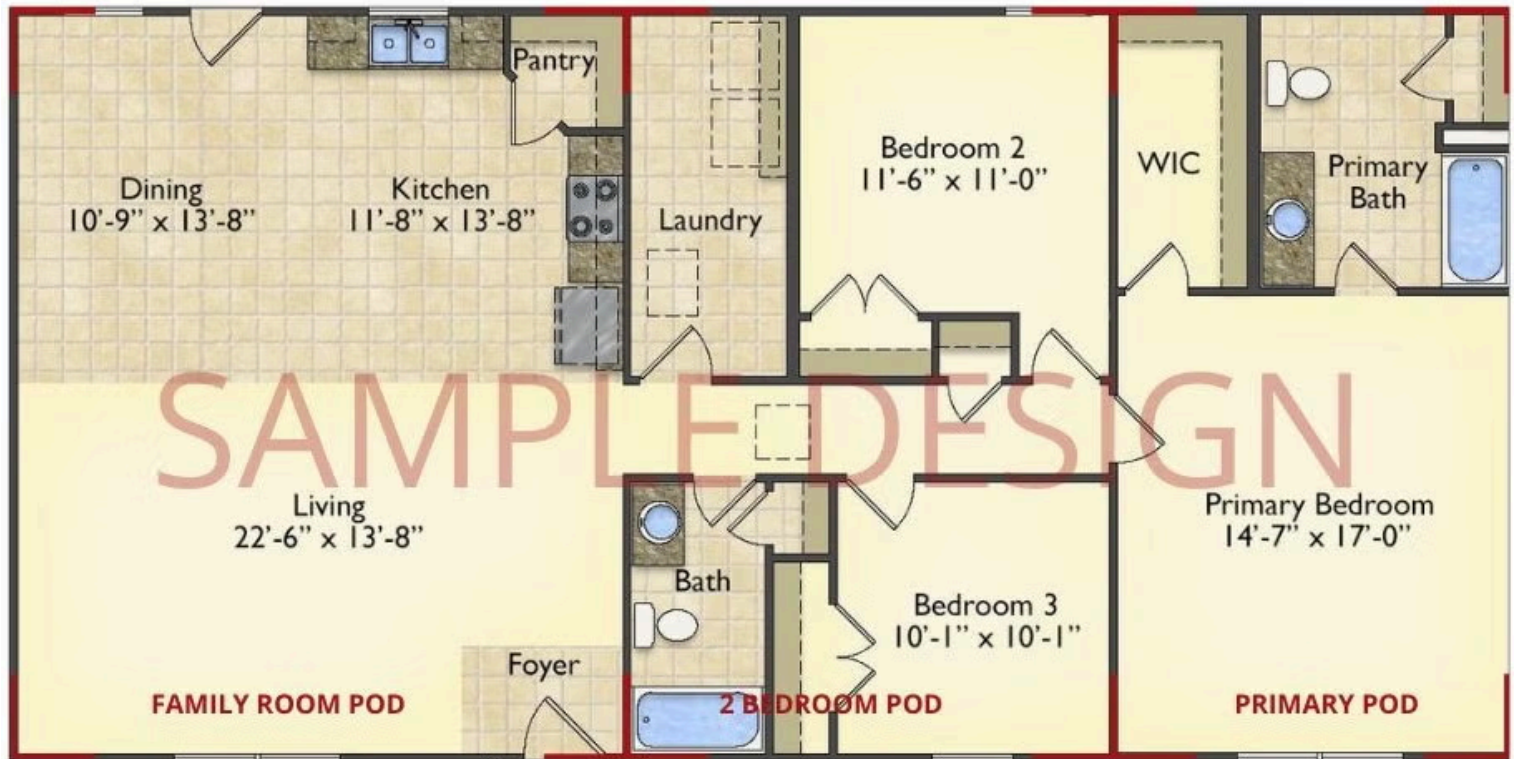 Pantry
Dining
10'-9" x 13'-8"
Kitchen
11'-8" x 13'-8"
Laundry
Bedroom 2
11'-6" x 11'-0"
WIC
Primary
Bath
SAMPLE DESIGN
Living
22'-6" x 13'-8"
Primary Bedroom
14'-7" x 17'-0"
Bath
Bedroom 3
10'-1" x 10'-1"
Foyer
FAMILY ROOM POD
2 BEDROOM POD
PRIMARY POD